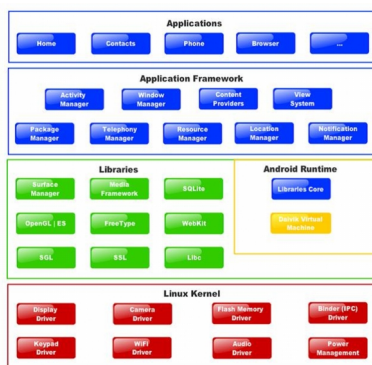 Applications
Home
Contacts
Phone
Browser
...
Application Framework
Activity Manager
Window Manager
Content Providers
View System
Package Manager
Telephony Manager
Resource Manager
Location Manager
Notification Manager
Libraries
Surface Manager
Media Framework
SQLite
OpenGL | ES
FreeType
WebKit
SGL
SSL
Libc
Android Runtime
Libraries Core
Dalvik Virtual Machine
Linux Kernel
Display Driver
Camera Driver
Flash Memory Driver
Binder (IPC) Driver
Keypad Driver
WiFi Driver
Audio Driver
Power Management